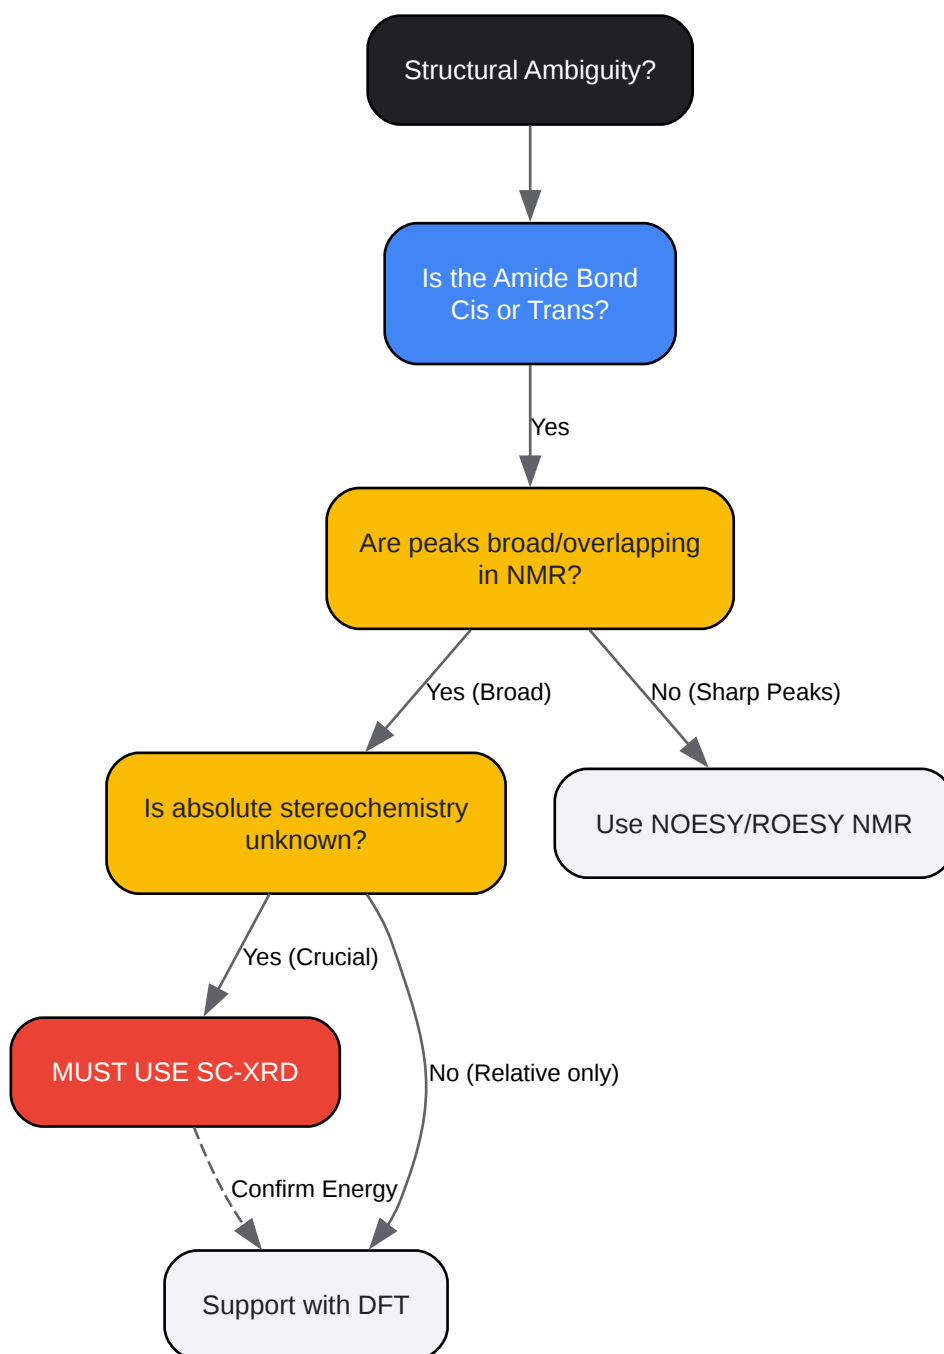 Structural Ambiguity?
Is the Amide Bond
Cis or Trans?
Yes
Are peaks broad/overlapping
in NMR?
Yes (Broad)
No (Sharp Peaks)
Is absolute stereochemistry
unknown?
Use NOESY/ROESY NMR
Yes (Crucial)
MUST USE SC-XRD
No (Relative only)
Confirm Energy
Support with DFT